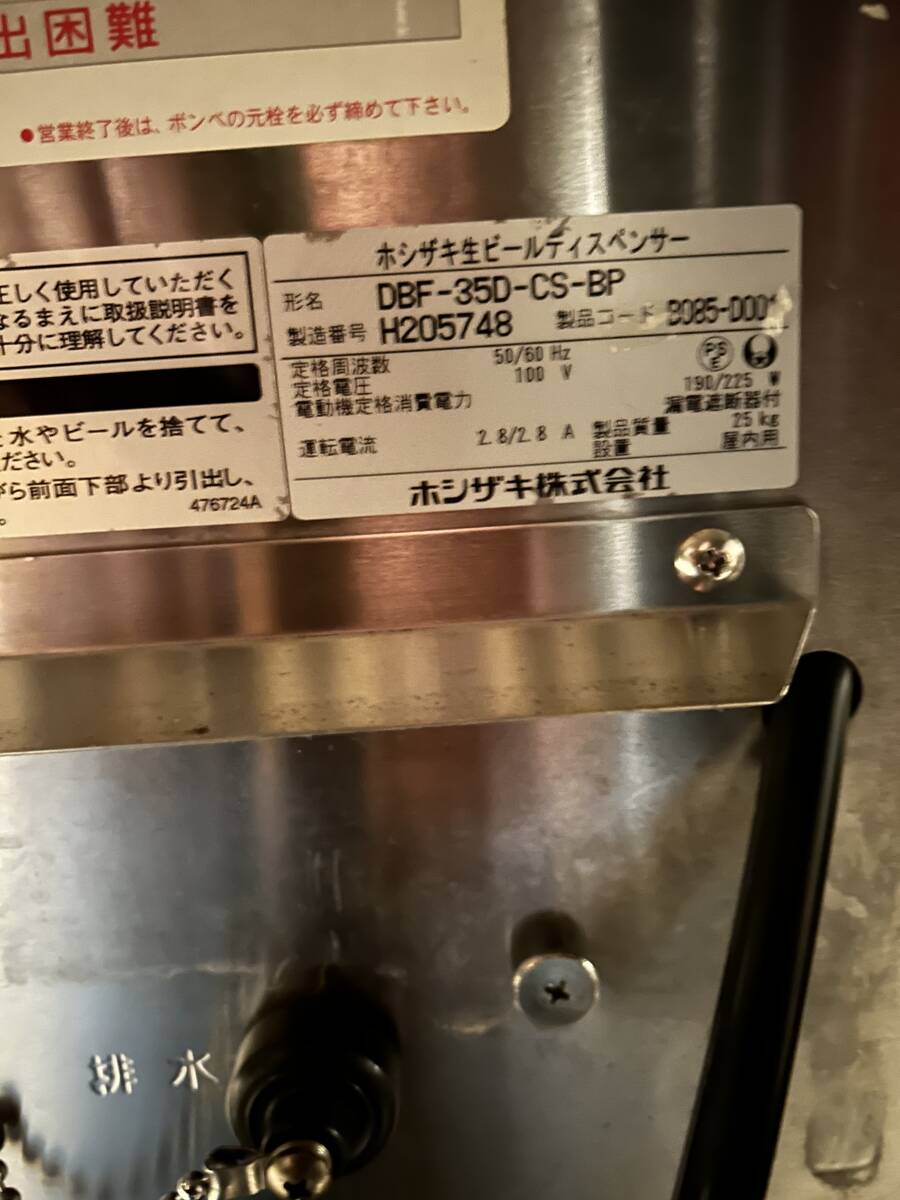 出困難
●営業終了後は、ボンベの元栓を必ず締めて下さい。
正しく使用していただく
なるまえに取扱説明書を
十分に理解してください。
水やビールを捨てて、
ださい。
がら前面下部より引出し、
476724A
ホシザキ生ビールディスペンサー
形名 DBF-35D-CS-BP
製造番号 H205748 製品コード B085-D001
定格周波数 50/60 Hz
定格電圧 100 V
PS E
電動機定格消費電力 190/225 W
漏電遮断器付
運転電流 2.8/2.8 A 製品質量 25 kg
設置 屋内用
ホシザキ株式会社
排水